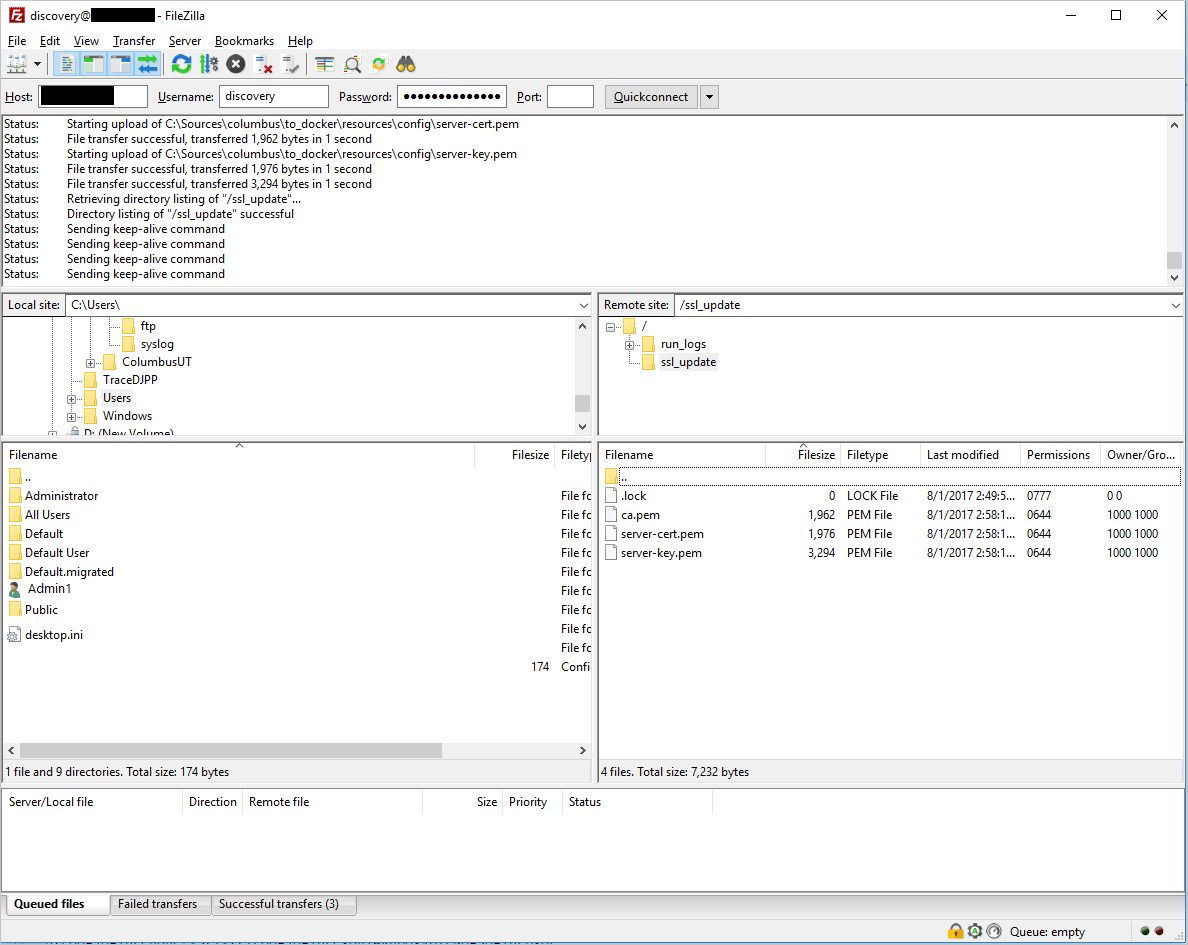 discovery@ - FileZilla
File Edit View Transfer Server Bookmarks Help
Host: Username: discovery Password: •••••••••••••• Port: Quickconnect
Status: Starting upload of C:\Sources\columbus\to_docker\resources\config\server-cert.pem
Status: File transfer successful, transferred 1,962 bytes in 1 second
Status: Starting upload of C:\Sources\columbus\to_docker\resources\config\server-key.pem
Status: File transfer successful, transferred 1,976 bytes in 1 second
Status: File transfer successful, transferred 3,294 bytes in 1 second
Status: Retrieving directory listing of "/ssl_update"...
Status: Directory listing of "/ssl_update" successful
Status: Sending keep-alive command
Status: Sending keep-alive command
Status: Sending keep-alive command
Status: Sending keep-alive command
Local site: C:\Users\
ftp
syslog
ColumbusUT
TraceDJPP
Users
Windows
D: (New Volume)
Remote site: /ssl_update
/
run_logs
ssl_update
Filename Filesize Filetyp
..
Administrator File fo
All Users File fo
Default File fo
Default User File fo
Default.migrated File fo
Admin1 File fo
Public File fo
desktop.ini File fo
File fo
174 Confi
1 file and 9 directories. Total size: 174 bytes
Filename Filesize Filetype Last modified Permissions Owner/Gro...
..
.lock 0 LOCK File 8/1/2017 2:49:5... 0777 0 0
ca.pem 1,962 PEM File 8/1/2017 2:58:1... 0644 1000 1000
server-cert.pem 1,976 PEM File 8/1/2017 2:58:1... 0644 1000 1000
server-key.pem 3,294 PEM File 8/1/2017 2:58:1... 0644 1000 1000
4 files. Total size: 7,232 bytes
Server/Local file Direction Remote file Size Priority Status
Queued files Failed transfers Successful transfers (3)
Queue: empty